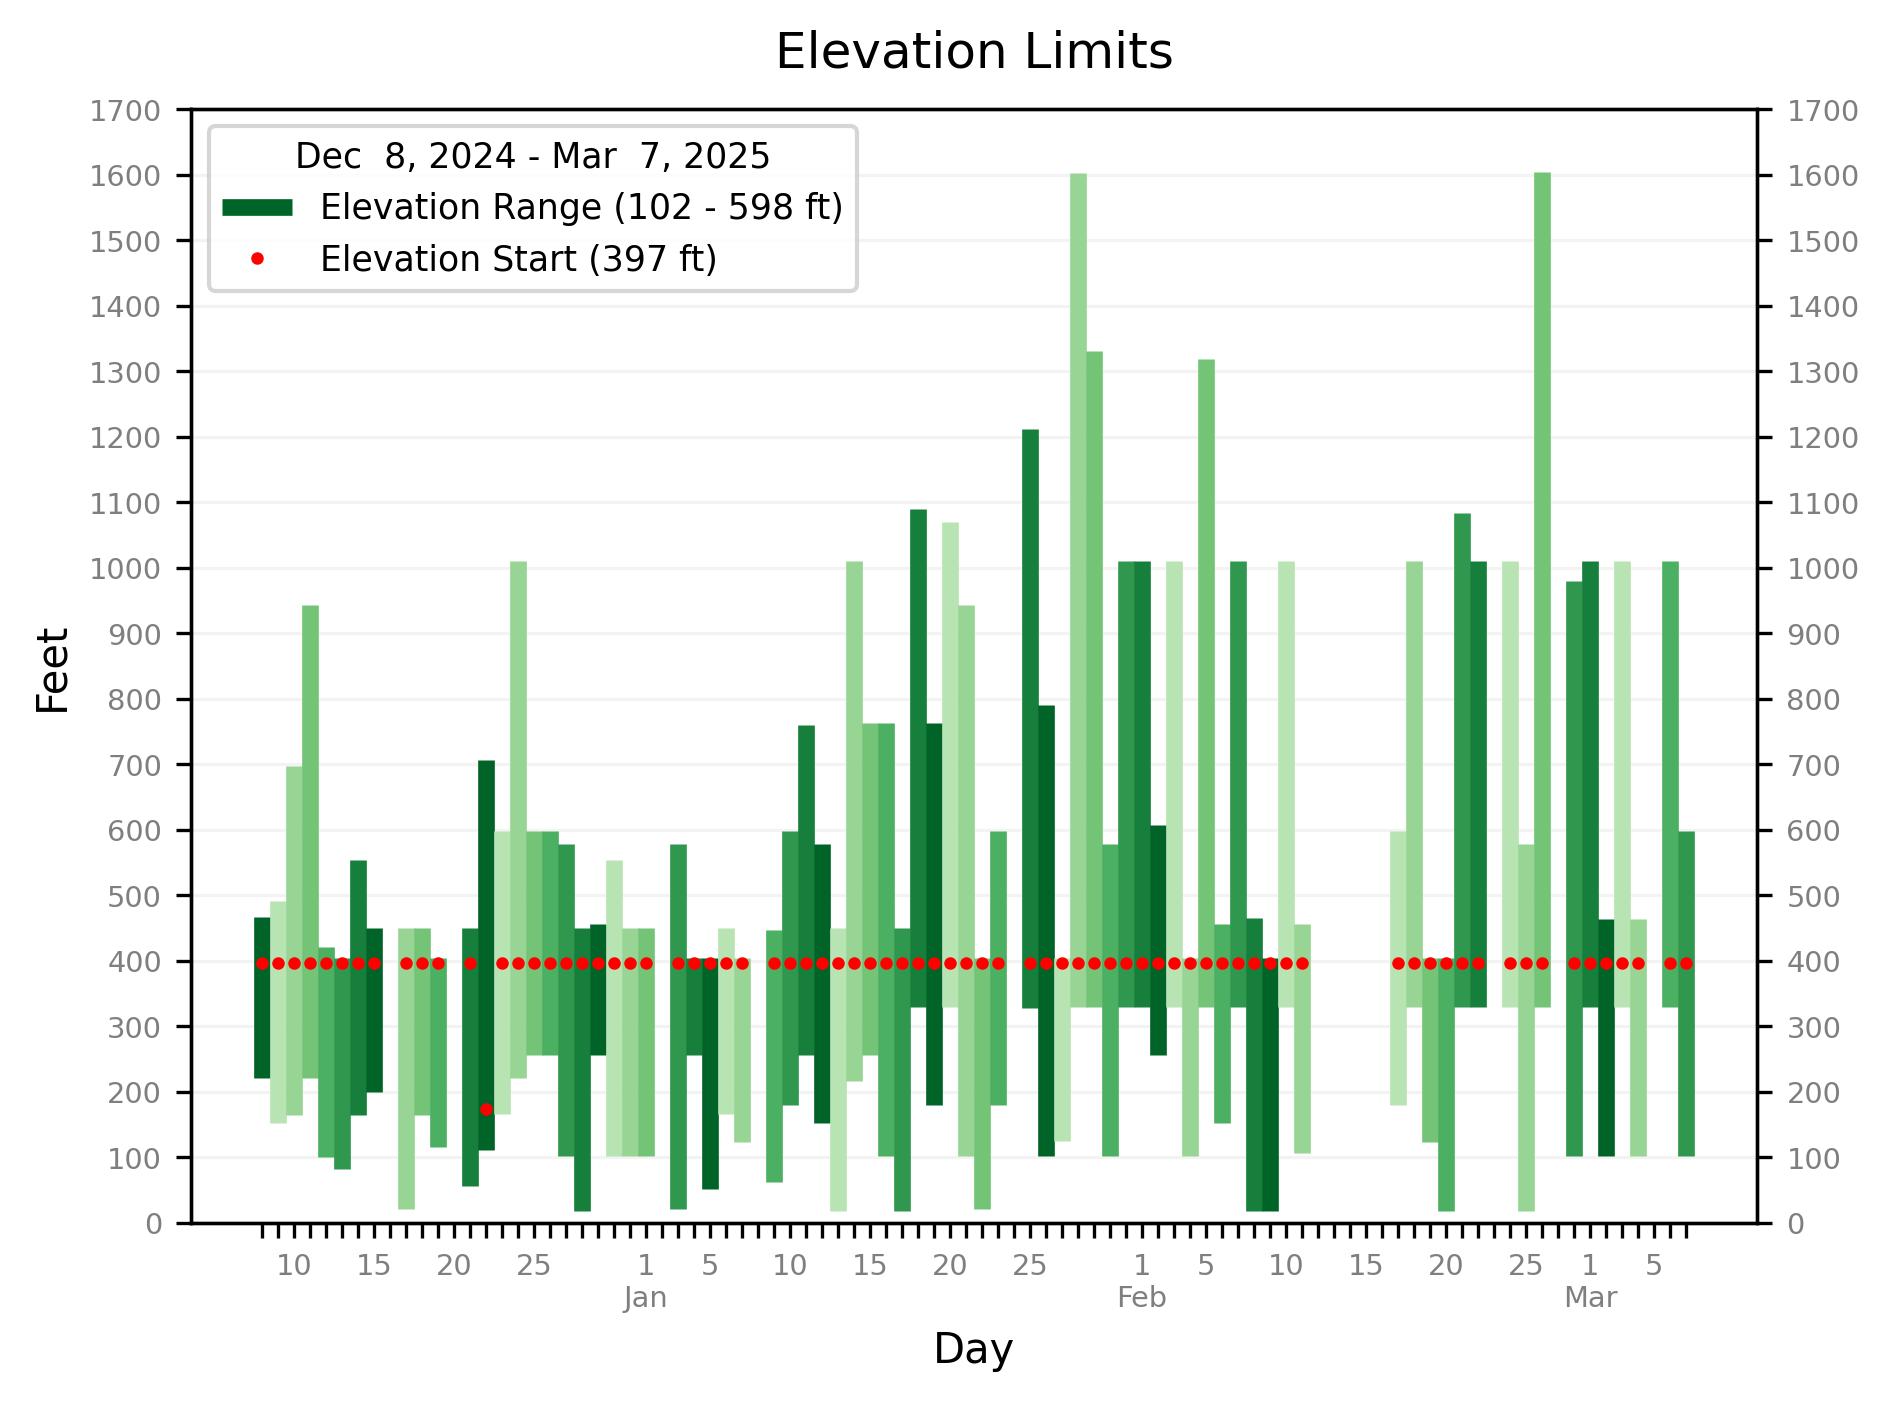 Elevation Limits
Dec  8, 2024 - Mar  7, 2025
Elevation Range (102 - 598 ft)
Elevation Start (397 ft)
1700 1700
1600 1600
1500 1500
1400 1400
1300 1300
1200 1200
1100 1100
1000 1000
900 900
800 800
700 700
600 600
500 500
400 400
300 300
200 200
100 100
0 0
Feet
10 15 20 25 1 5 10 15 20 25 1 5 10 15 20 25 1 5
Jan Feb Mar
Day